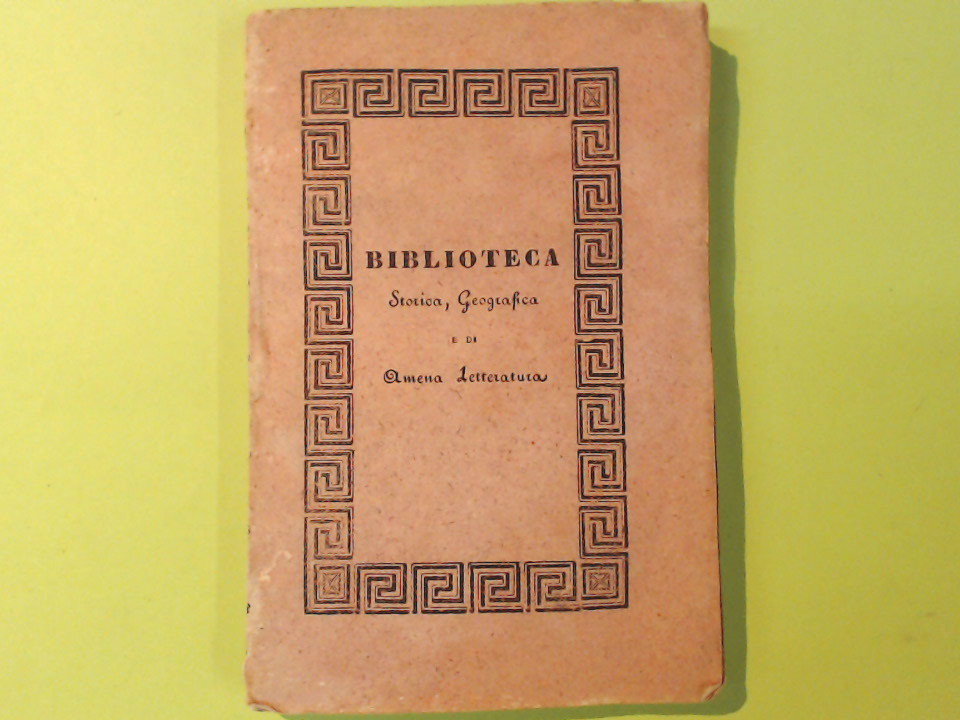 BIBLIOTECA
Storica, Geografica
E DI
Amena Letteratura